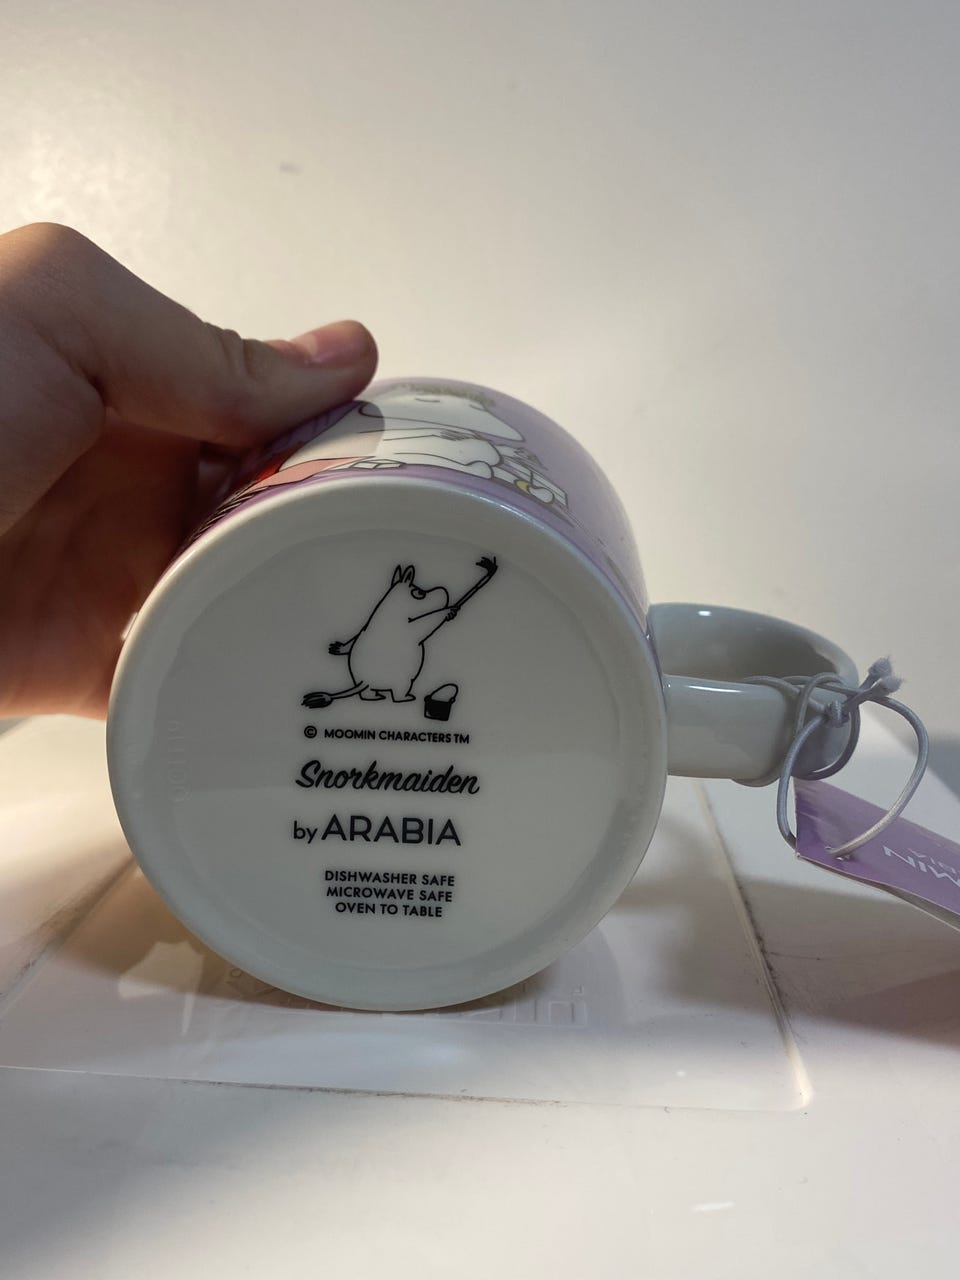 © MOOMIN CHARACTERS TM
Snorkmaiden
by ARABIA
DISHWASHER SAFE
MICROWAVE SAFE
OVEN TO TABLE